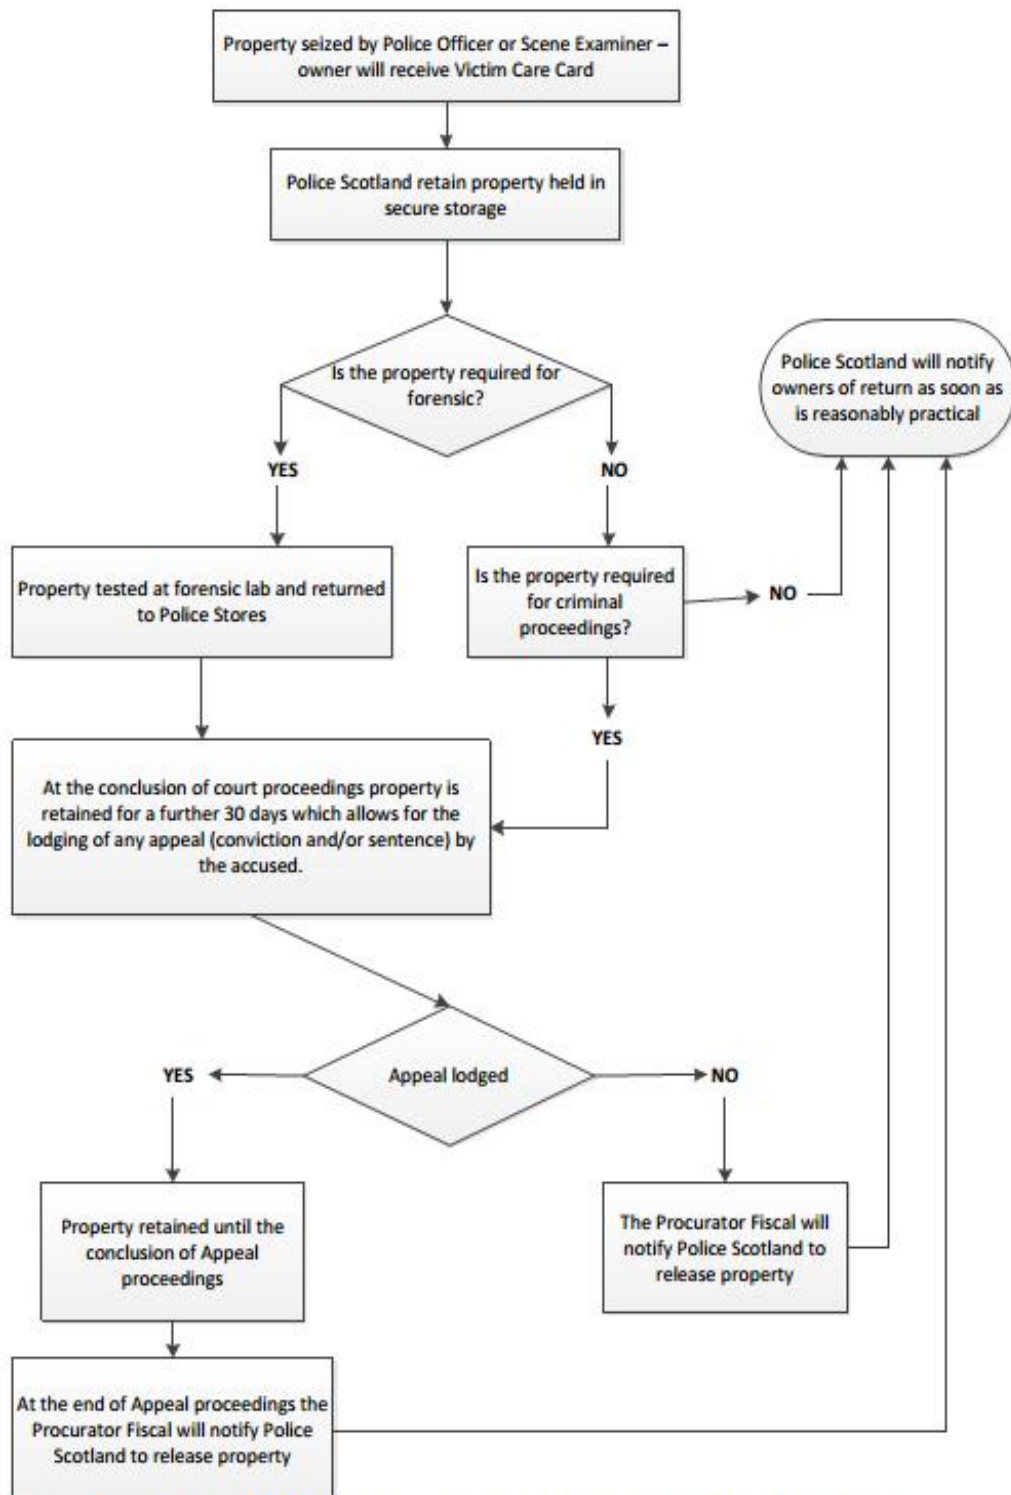 Property seized by Police Officer or Scene Examiner –
owner will receive Victim Care Card
Police Scotland retain property held in
secure storage
Is the property required for
forensic?
Police Scotland will notify
owners of return as soon as
is reasonably practical
YES
NO
Property tested at forensic lab and returned
to Police Stores
Is the property required
for criminal
proceedings?
NO
YES
At the conclusion of court proceedings property is
retained for a further 30 days which allows for the
lodging of any appeal (conviction and/or sentence) by
the accused.
YES
Appeal lodged
NO
Property retained until the
conclusion of Appeal
proceedings
The Procurator Fiscal will
notify Police Scotland to
release property
At the end of Appeal proceedings the
Procurator Fiscal will notify Police
Scotland to release property